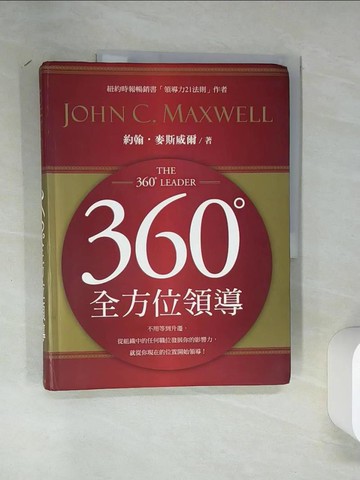 紐約時報暢銷書「領導力21法則」作者
JOHN C. MAXWELL
約翰・麥斯威爾/著
THE
360° LEADER
360°
全方位領導
不用等到升遷,
從組織中的任何職位發揮你的影響力,
就從你現在的位置開始領導!